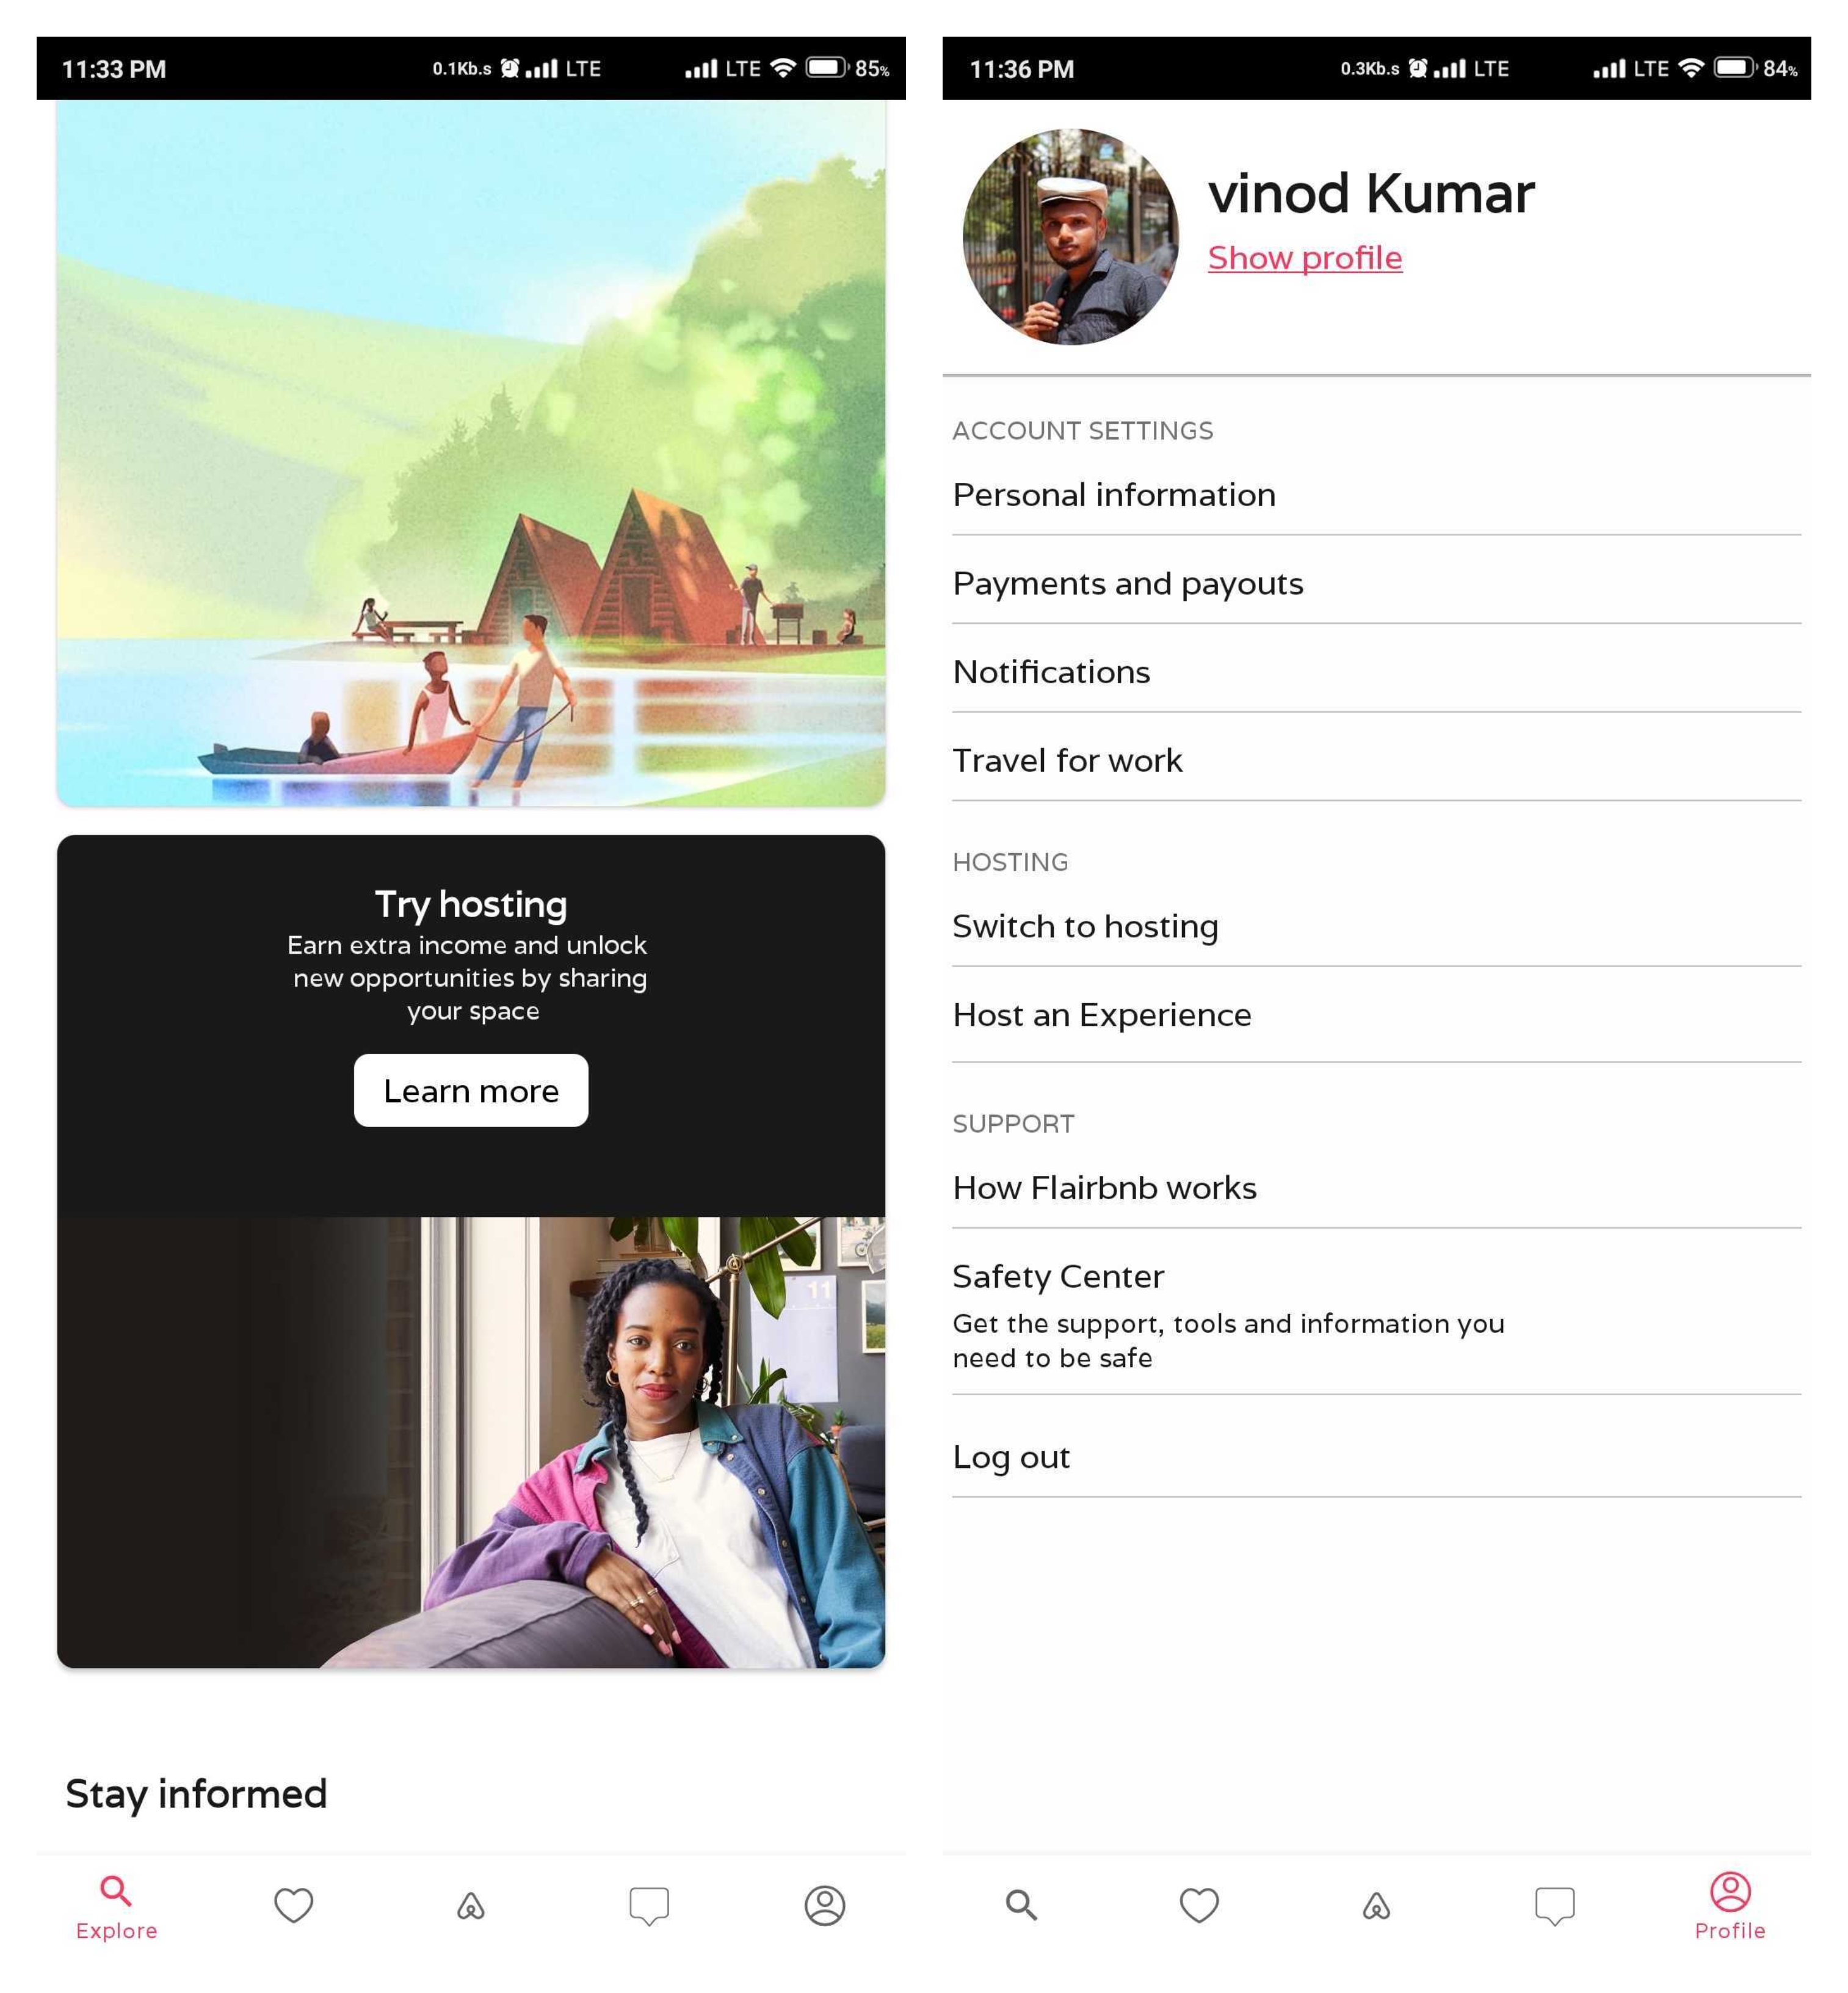 11:33 PM 0.1Kb.s LTE LTE 85%
Try hosting
Earn extra income and unlock
new opportunities by sharing
your space
Learn more
11
Stay informed
Explore
11:36 PM 0.3Kb.s LTE LTE 84%
vinod Kumar
Show profile
ACCOUNT SETTINGS
Personal information
Payments and payouts
Notifications
Travel for work
HOSTING
Switch to hosting
Host an Experience
SUPPORT
How Flairbnb works
Safety Center
Get the support, tools and information you
need to be safe
Log out
Profile